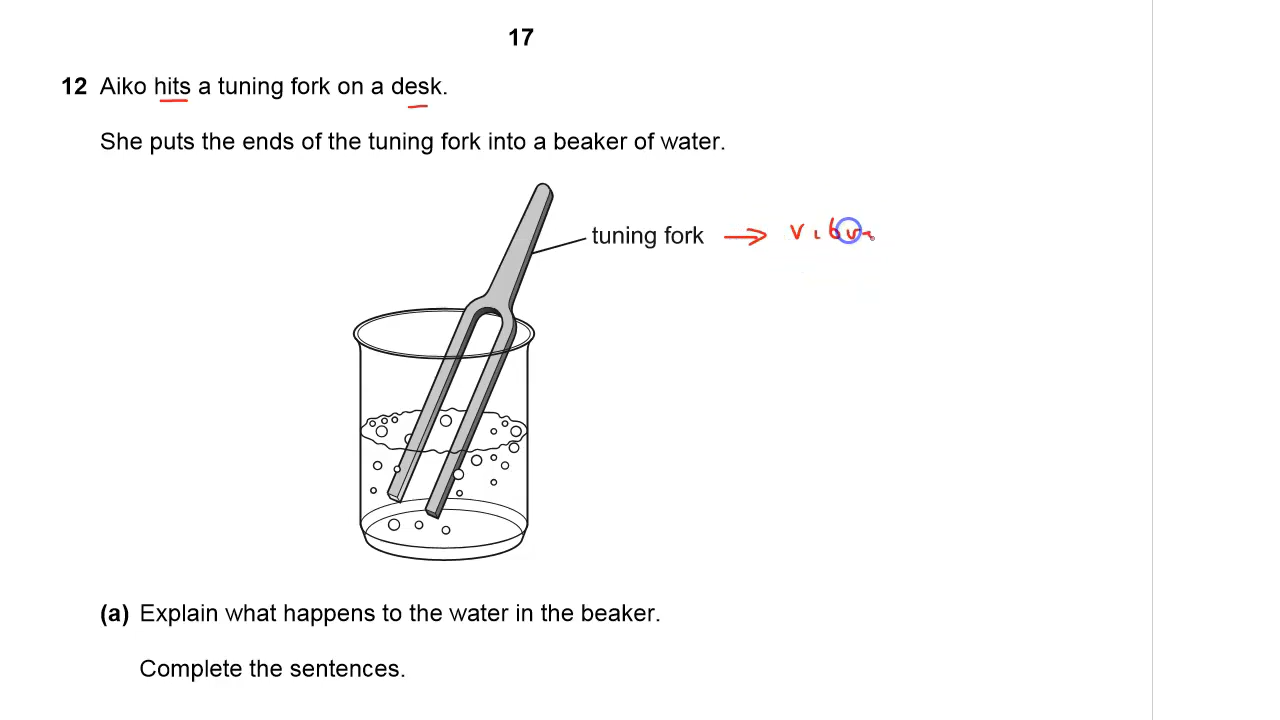 17
12 Aiko hits a tuning fork on a desk.
She puts the ends of the tuning fork into a beaker of water.
tuning fork → vibr
(a) Explain what happens to the water in the beaker.
Complete the sentences.